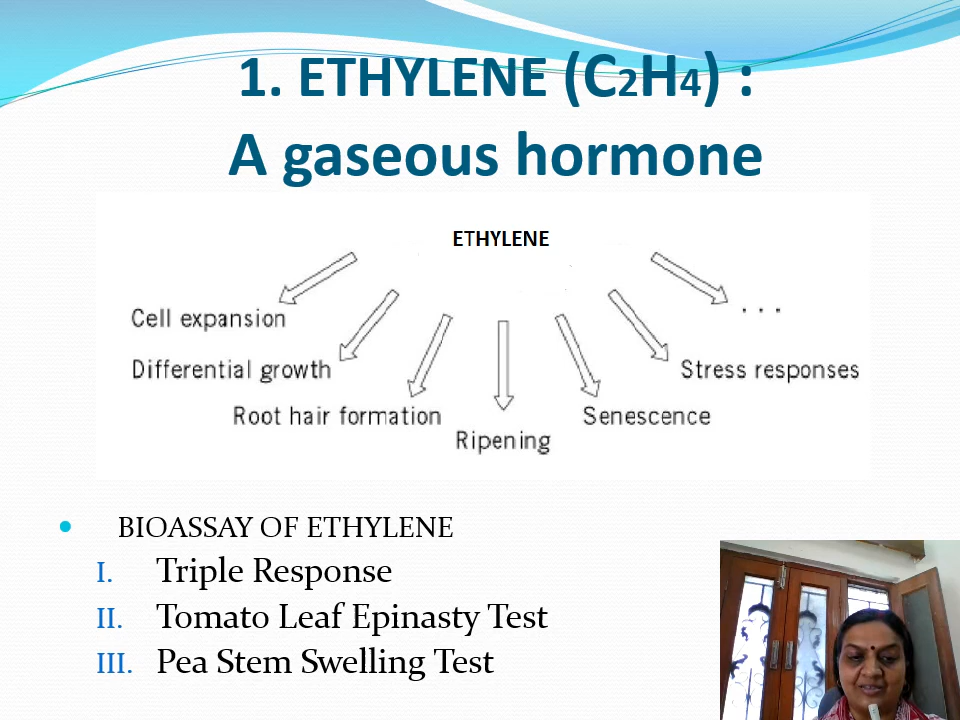 1. ETHYLENE (C2H4) :
A gaseous hormone
ETHYLENE
Cell expansion
. . .
Differential growth
Stress responses
Root hair formation
Senescence
Ripening
• BIOASSAY OF ETHYLENE
I. Triple Response
II. Tomato Leaf Epinasty Test
III. Pea Stem Swelling Test